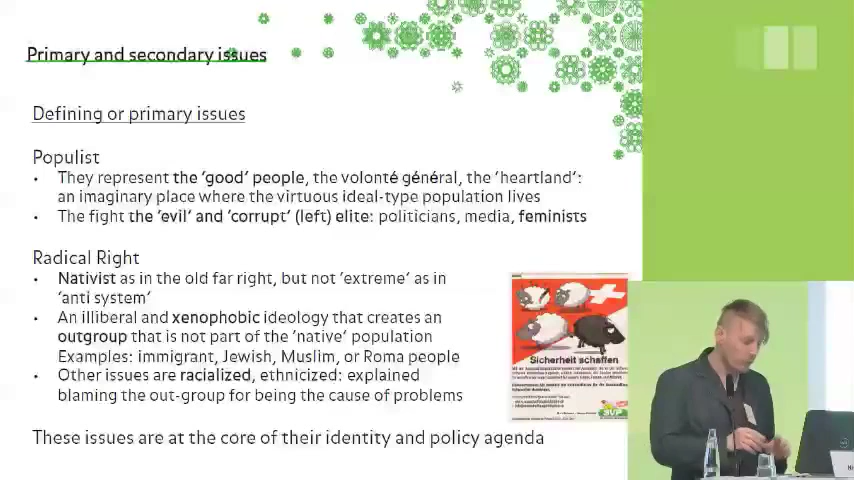 Primary and secondary issues
Defining or primary issues
Populist
• They represent the ‘good’ people, the volonté général, the ‘heartland’:
an imaginary place where the virtuous ideal-type population lives
• The fight the ‘evil’ and ‘corrupt’ (left) elite: politicians, media, feminists
Radical Right
• Nativist as in the old far right, but not ‘extreme’ as in
‘anti system’
• An illiberal and xenophobic ideology that creates an
outgroup that is not part of the ‘native’ population
Examples: immigrant, Jewish, Muslim, or Roma people
• Other issues are racialized, ethnicized: explained
blaming the out-group for being the cause of problems
These issues are at the core of their identity and policy agenda
Sicherheit schaffen
SVP